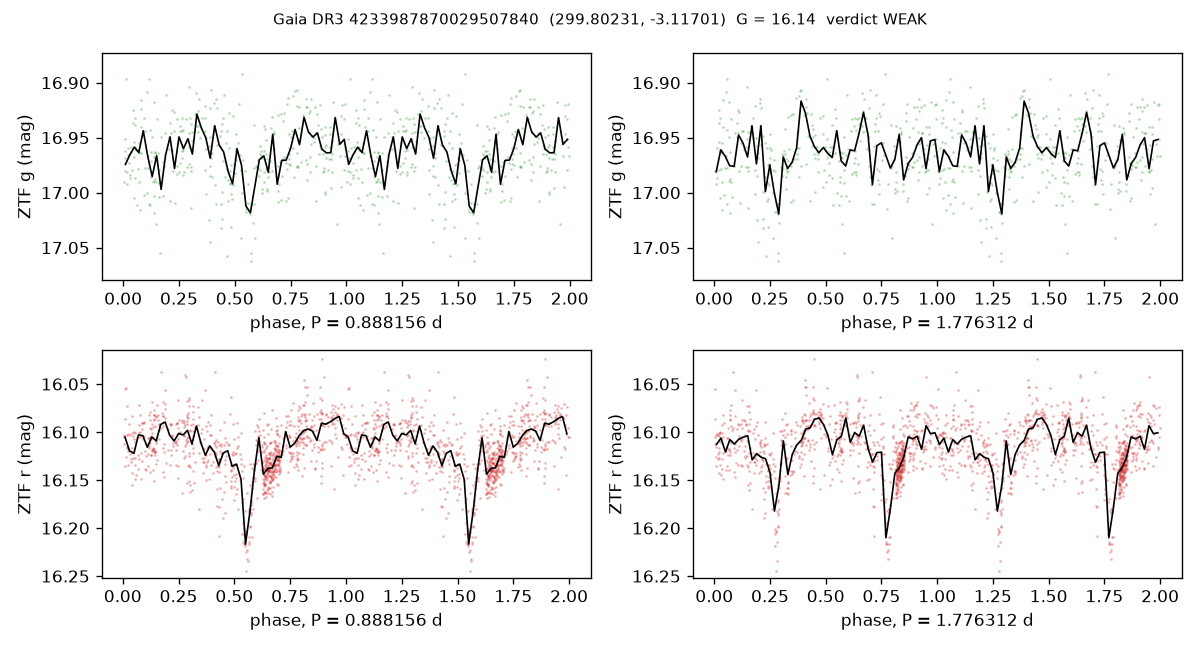 Gaia DR3 4233987870029507840  (299.80231, -3.11701)  G = 16.14  verdict WEAK
ZTF g (mag)
16.90
16.95
17.00
17.05
0.00 0.25 0.50 0.75 1.00 1.25 1.50 1.75 2.00
phase, P = 0.888156 d
ZTF g (mag)
16.90
16.95
17.00
17.05
0.00 0.25 0.50 0.75 1.00 1.25 1.50 1.75 2.00
phase, P = 1.776312 d
ZTF r (mag)
16.05
16.10
16.15
16.20
16.25
0.00 0.25 0.50 0.75 1.00 1.25 1.50 1.75 2.00
phase, P = 0.888156 d
ZTF r (mag)
16.05
16.10
16.15
16.20
16.25
0.00 0.25 0.50 0.75 1.00 1.25 1.50 1.75 2.00
phase, P = 1.776312 d